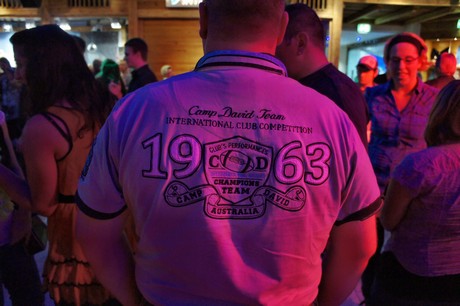 Camp David Team
INTERNATIONAL CLUB COMPETITION
CLUB'S PERFORMANCES
19 C D 63
CHAMPIONS
TEAM
CAMP DAVID
AUSTRALIA